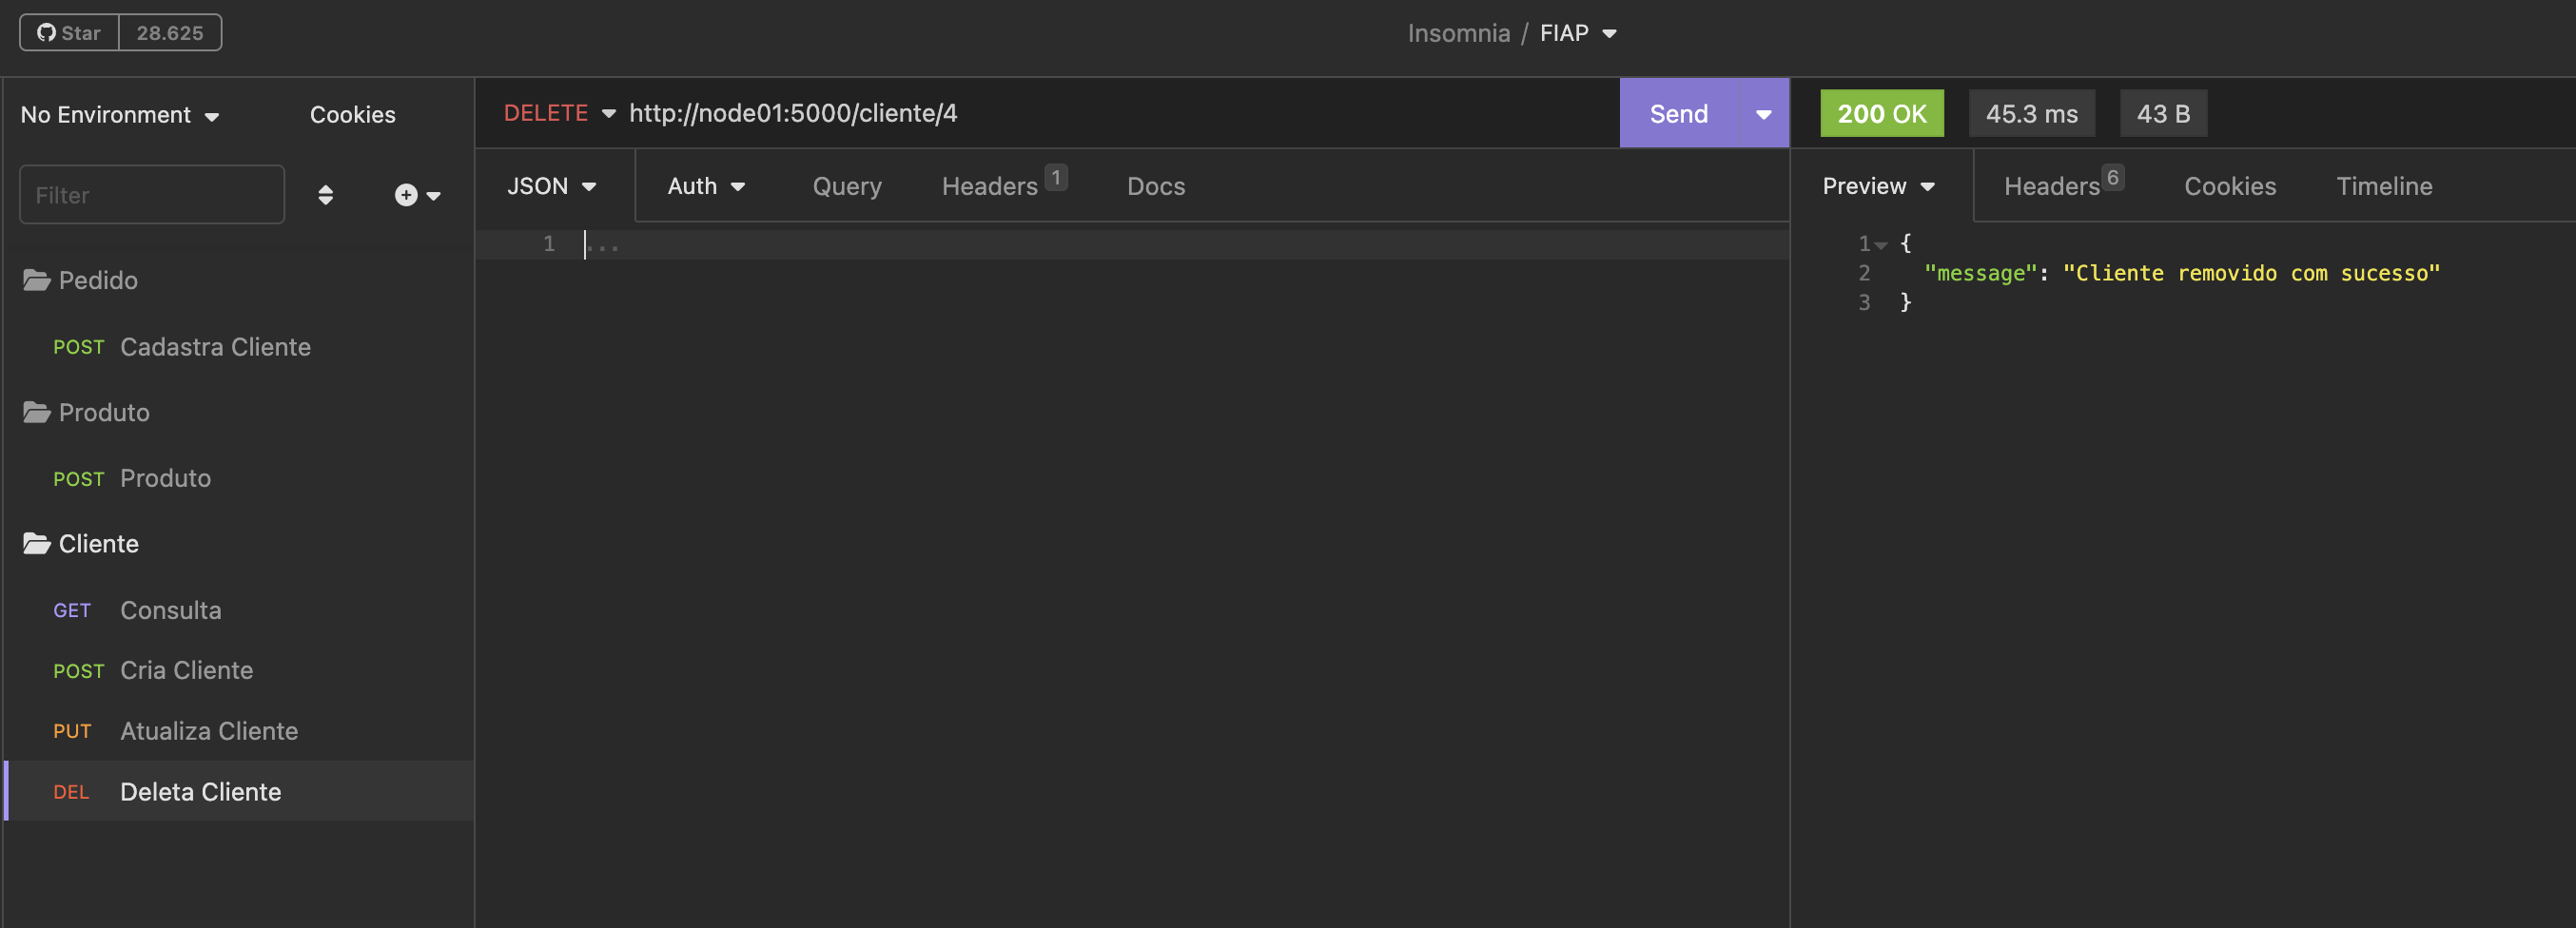 Star 28.625
Insomnia / FIAP
No Environment Cookies
Filter
Pedido
POST Cadastra Cliente
Produto
POST Produto
Cliente
GET Consulta
POST Cria Cliente
PUT Atualiza Cliente
DEL Deleta Cliente
DELETE http://node01:5000/cliente/4 Send
JSON Auth Query Headers 1 Docs
1 ...
200 OK 45.3 ms 43 B
Preview Headers 6 Cookies Timeline
1 {
2 "message": "Cliente removido com sucesso"
3 }